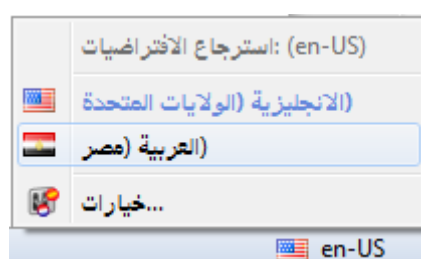 استرجاع الافتراضيات: (en-US)
الانجليزية (الولايات المتحدة)
العربية (مصر)
خيارات...
en-US